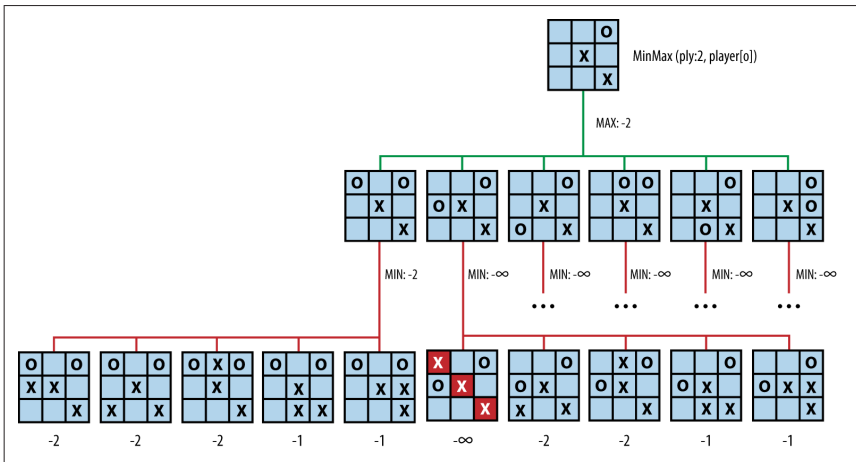 O
MinMax (ply:2, player[o])
X
X
MAX: -2
O O O O O O O O
X O X X X X X O
X X O X X O X X
MIN: -2 MIN: -∞ MIN: -∞ MIN: -∞ MIN: -∞ MIN: -∞
... ... ... ...
O O O O O X O O O O O X O O X O O O
X X X X X X X O X O X O X O X O X X
X X X X X X X X X X X X X X
-2 -2 -2 -1 -1 -∞ -2 -2 -1 -1